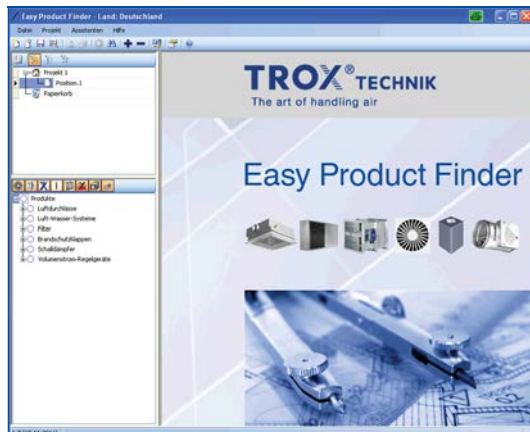 Easy Product Finder - Land: Deutschland
Datei Projekt Assistenten Hilfe
Projekt 1
Position.1
Papierkorb
TROX® TECHNIK
The art of handling air
Easy Product Finder
Produkte
Luftdurchlässe
Luft-Wasser-Systeme
Filter
Brandschutzklappen
Schalldämpfer
Volumenstrom-Regelgeräte